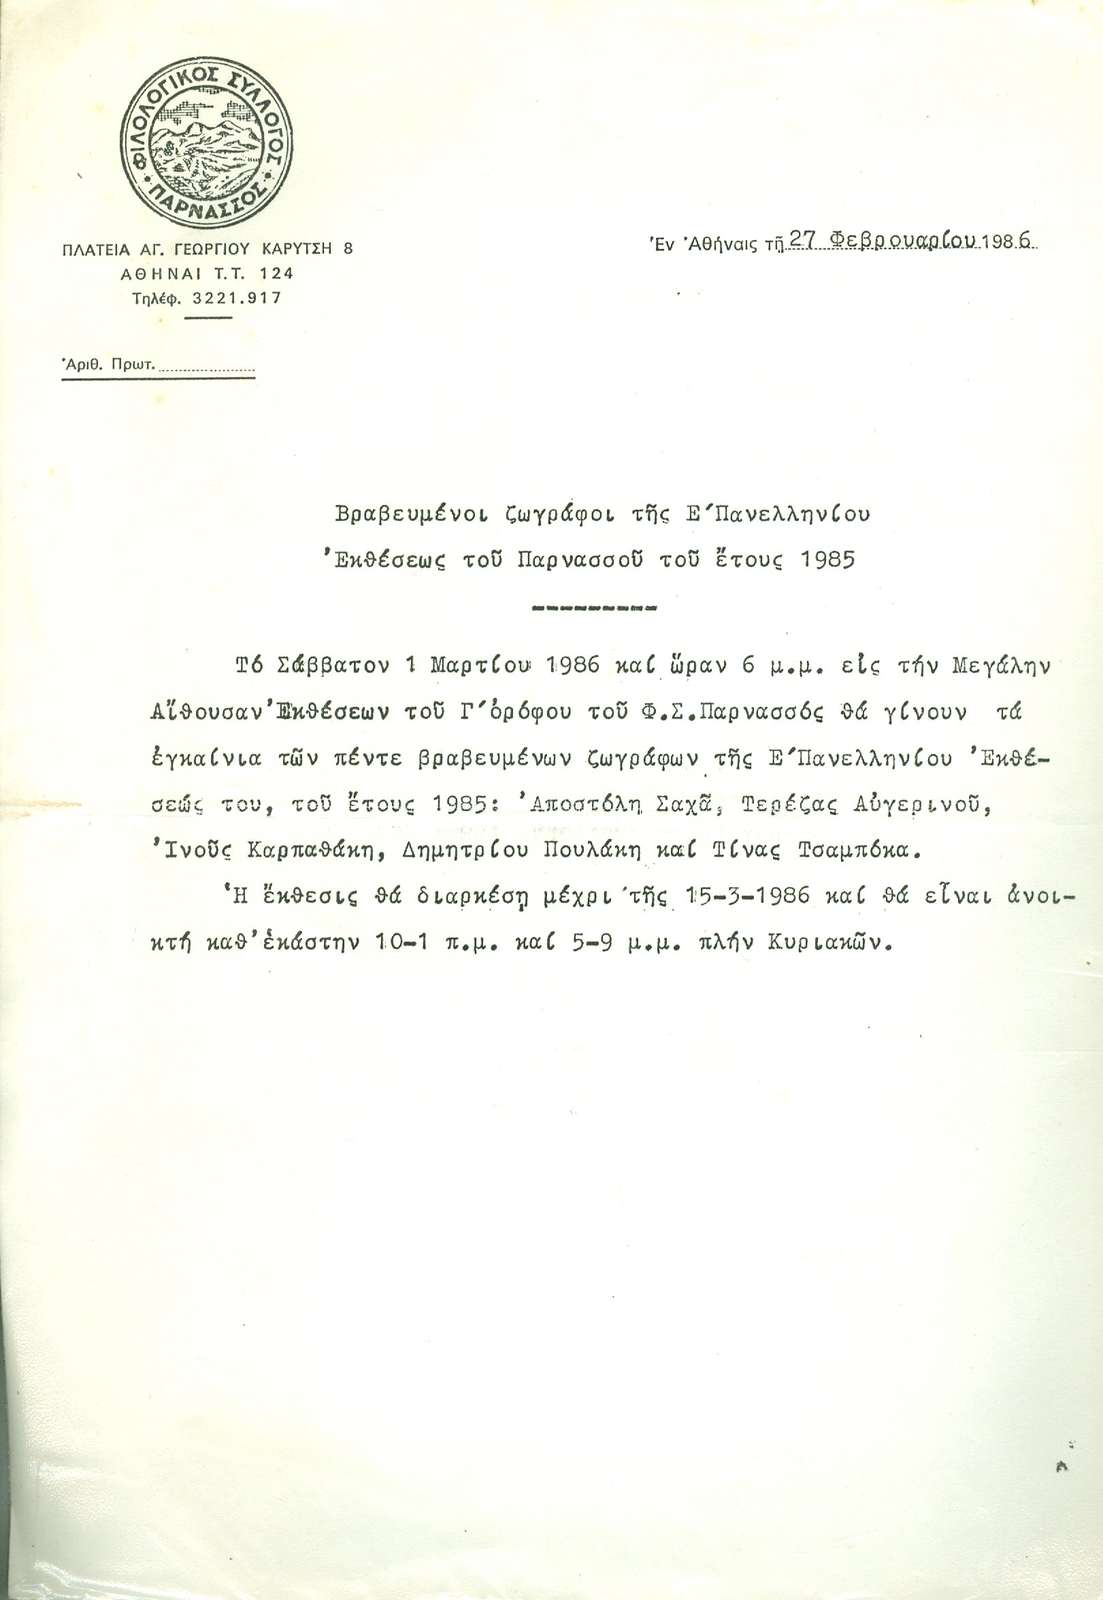 ΦΙΛΟΛΟΓΙΚΟΣ ΣΥΛΛΟΓΟΣ
ΠΑΡΝΑΣΣΟΣ
ΠΛΑΤΕΙΑ ΑΓ. ΓΕΩΡΓΙΟΥ ΚΑΡΥΤΣΗ 8
ΑΘΗΝΑΙ Τ.Τ. 124
Τηλέφ. 3221.917
Ἀριθ. Πρωτ.
Ἐν Ἀθήναις τῇ 27 Φεβρουαρίου 1986
Βραβευμένοι ζωγράφοι τῆς Ε΄Πανελληνίου
Ἐκθέσεως τοῦ Παρνασσοῦ τοῦ ἔτους 1985
----------
Τό Σάββατον 1 Μαρτίου 1986 καί ὥραν 6 μ.μ. εἰς τήν Μεγάλην
Αἴθουσαν Ἐκθέσεων τοῦ Γ΄ὀρόφου τοῦ Φ.Σ.Παρνασσός θά γίνουν τά
ἐγκαίνια τῶν πέντε βραβευμένων ζωγράφων τῆς Ε΄Πανελληνίου Ἐκθέ-
σεώς του, τοῦ ἔτους 1985: Ἀποστόλη Σαχᾶ, Τερέζας Αὐγερινοῦ,
Ἰνοῦς Καρπαθάκη, Δημητρίου Πουλάκη καί Τίνας Τσαμπόκα.
Ἡ ἔκθεσις θά διαρκέσῃ μέχρι τῆς 15-3-1986 καί θά εἶναι ἀνοι-
κτή καθ'ἑκάστην 10-1 π.μ. καί 5-9 μ.μ. πλήν Κυριακῶν.